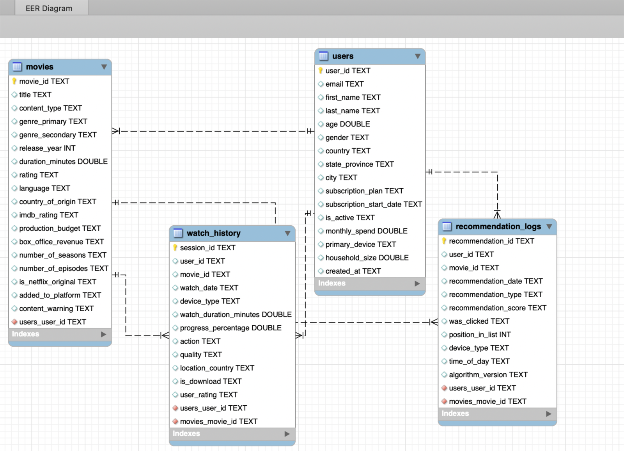 EER Diagram
movies
movie_id TEXT
title TEXT
content_type TEXT
genre_primary TEXT
genre_secondary TEXT
release_year INT
duration_minutes DOUBLE
rating TEXT
language TEXT
country_of_origin TEXT
imdb_rating TEXT
production_budget TEXT
box_office_revenue TEXT
number_of_seasons TEXT
number_of_episodes TEXT
is_netflix_original TEXT
added_to_platform TEXT
content_warning TEXT
users_user_id TEXT
Indexes
users
user_id TEXT
email TEXT
first_name TEXT
last_name TEXT
age DOUBLE
gender TEXT
country TEXT
state_province TEXT
city TEXT
subscription_plan TEXT
subscription_start_date TEXT
is_active TEXT
monthly_spend DOUBLE
primary_device TEXT
household_size DOUBLE
created_at TEXT
Indexes
watch_history
session_id TEXT
user_id TEXT
movie_id TEXT
watch_date TEXT
device_type TEXT
watch_duration_minutes DOUBLE
progress_percentage DOUBLE
action TEXT
quality TEXT
location_country TEXT
is_download TEXT
user_rating TEXT
users_user_id TEXT
movies_movie_id TEXT
Indexes
recommendation_logs
recommendation_id TEXT
user_id TEXT
movie_id TEXT
recommendation_date TEXT
recommendation_type TEXT
recommendation_score TEXT
was_clicked TEXT
position_in_list INT
device_type TEXT
time_of_day TEXT
algorithm_version TEXT
users_user_id TEXT
movies_movie_id TEXT
Indexes